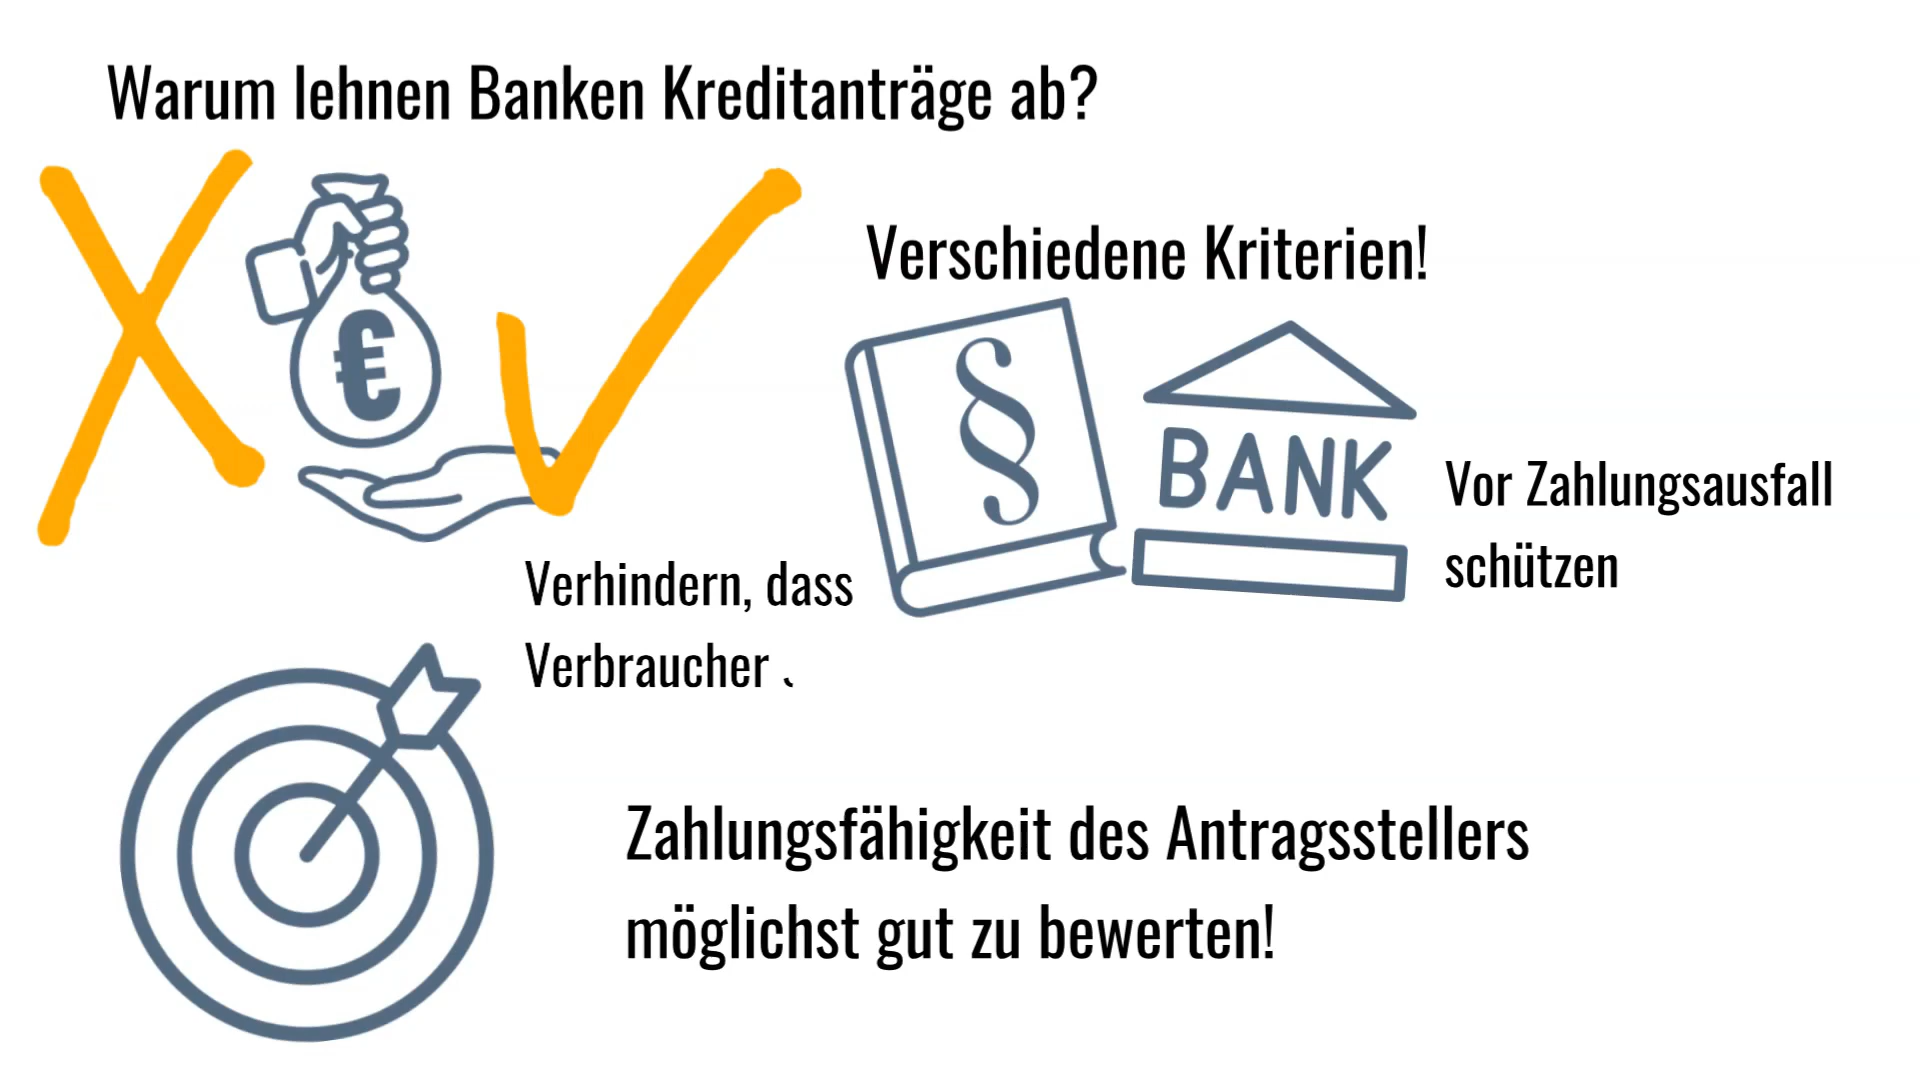 Warum lehnen Banken Kreditanträge ab?
Verschiedene Kriterien!
€
§
BANK
Vor Zahlungsausfall
schützen
Verhindern, dass
Verbraucher
Zahlungsfähigkeit des Antragsstellers
möglichst gut zu bewerten!